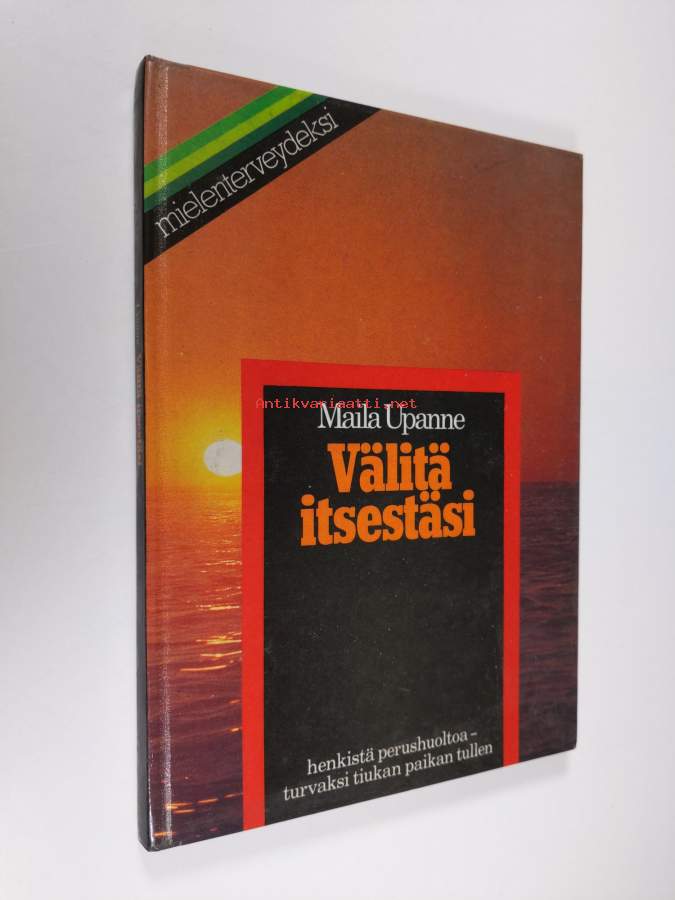 mielenterveydeksi
Antikvariaatti.net
Maila Upanne
Välitä
itsestäsi
henkistä perushuoltoa –
turvaksi tiukan paikan tullen